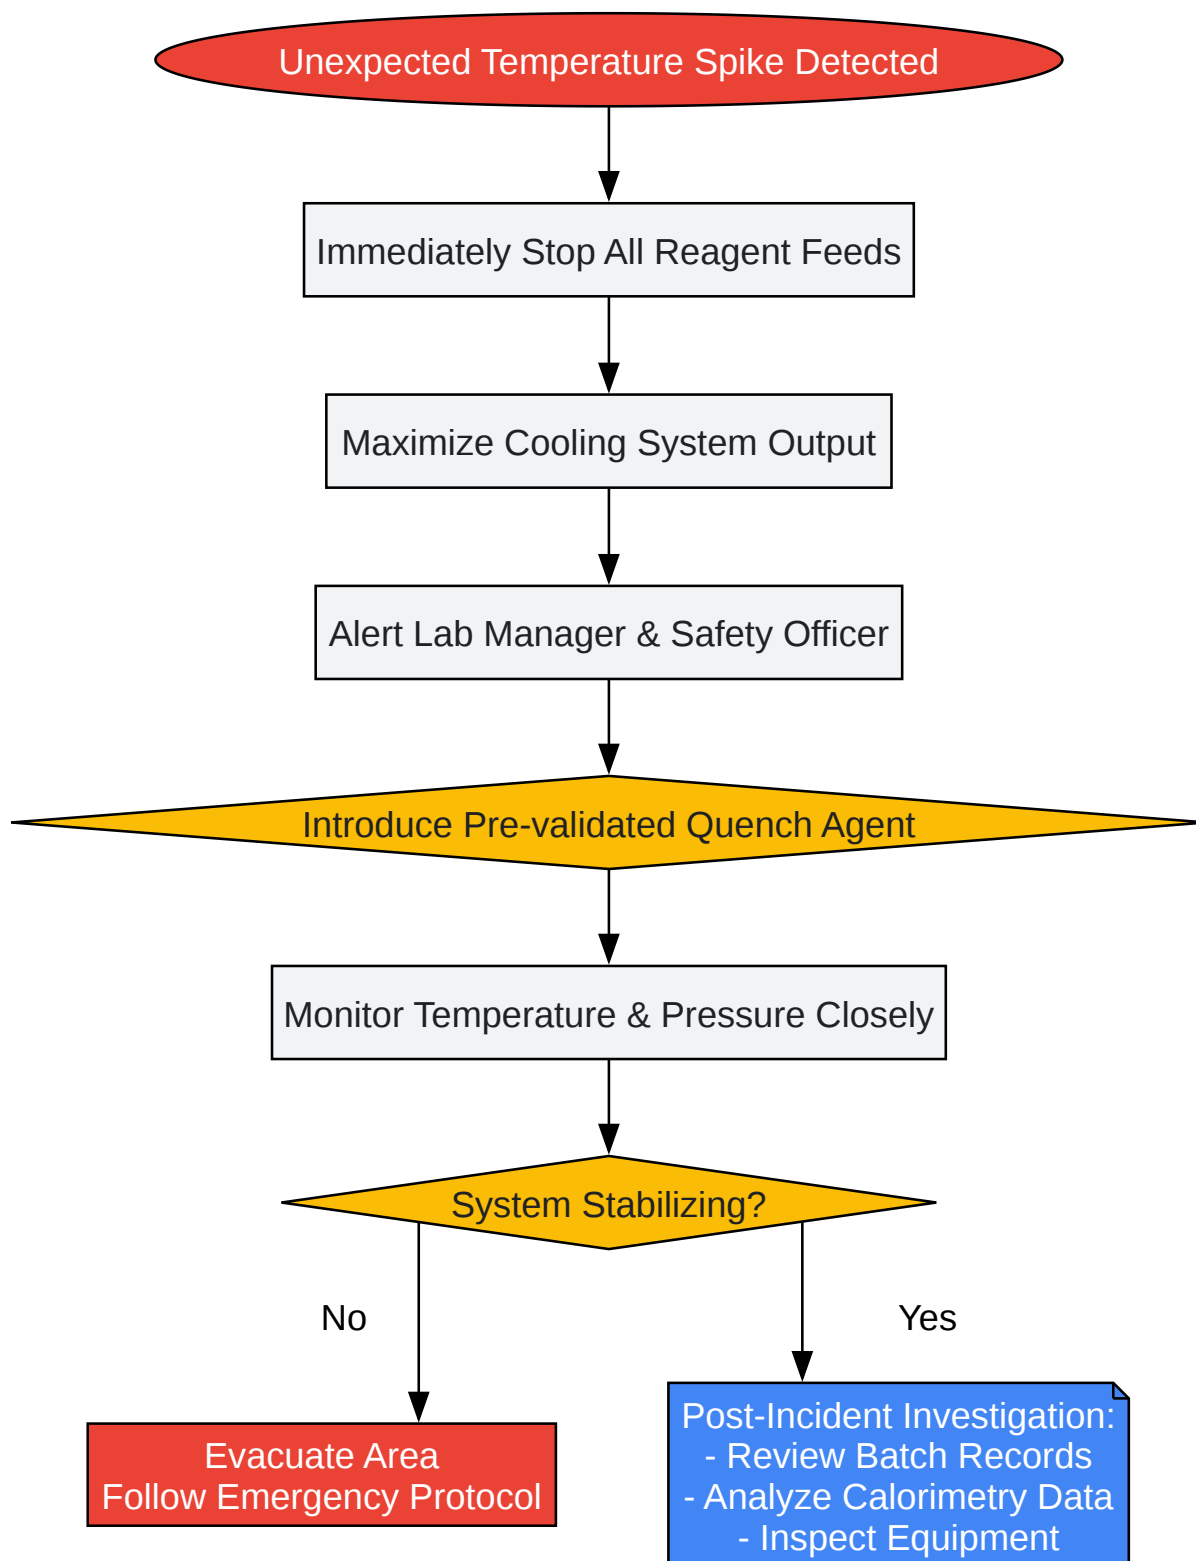 Unexpected Temperature Spike Detected
Immediately Stop All Reagent Feeds
Maximize Cooling System Output
Alert Lab Manager & Safety Officer
Introduce Pre-validated Quench Agent
Monitor Temperature & Pressure Closely
System Stabilizing?
No
Yes
Evacuate Area
Follow Emergency Protocol
Post-Incident Investigation:
- Review Batch Records
- Analyze Calorimetry Data
- Inspect Equipment